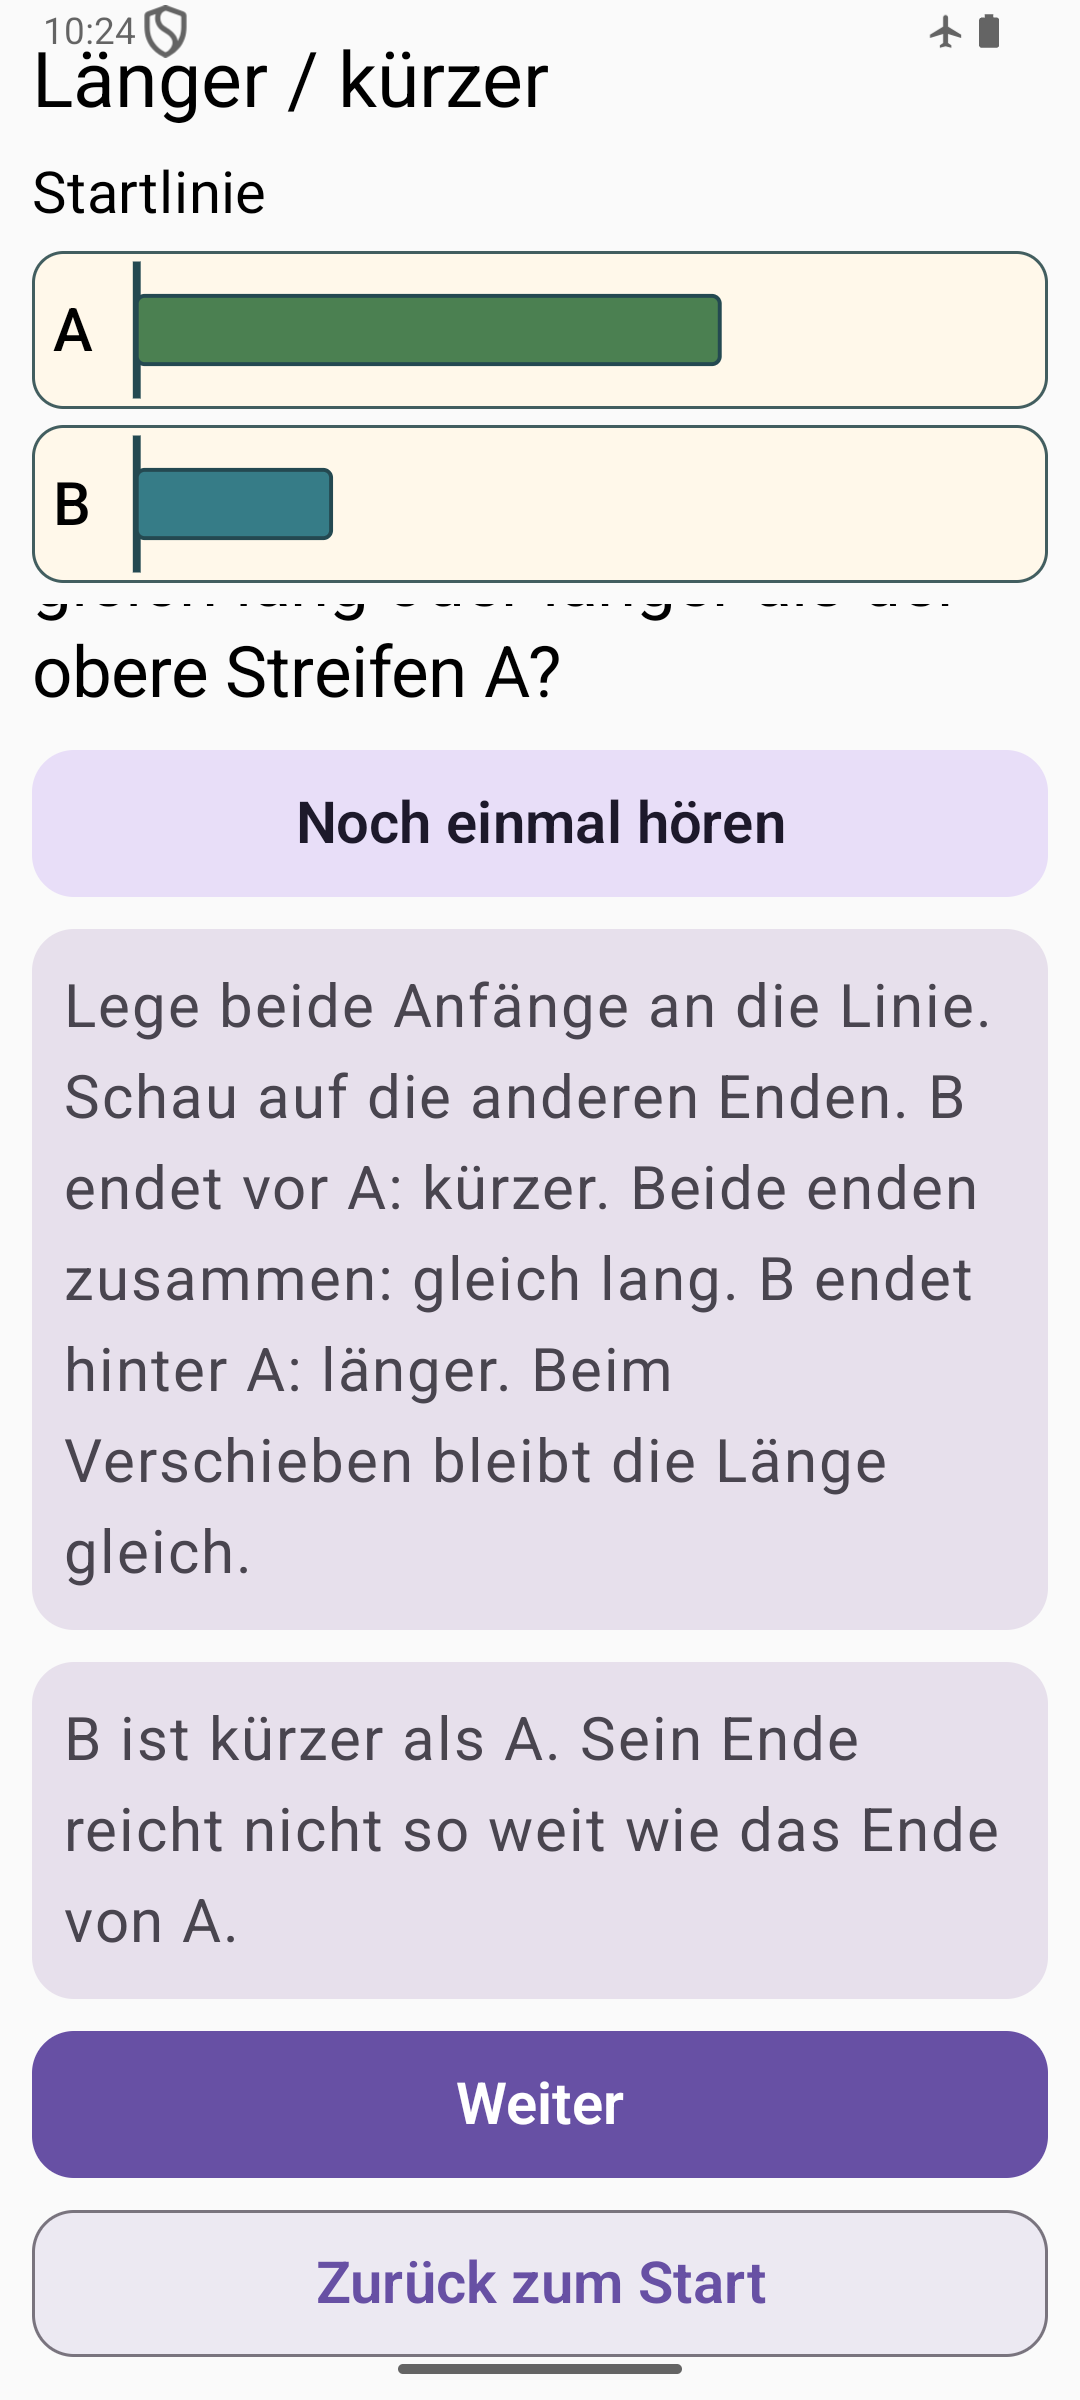 10:24
Länger / kürzer
Startlinie
A
B
obere Streifen A?
Noch einmal hören
Lege beide Anfänge an die Linie.
Schau auf die anderen Enden. B
endet vor A: kürzer. Beide enden
zusammen: gleich lang. B endet
hinter A: länger. Beim
Verschieben bleibt die Länge
gleich.
B ist kürzer als A. Sein Ende
reicht nicht so weit wie das Ende
von A.
Weiter
Zurück zum Start